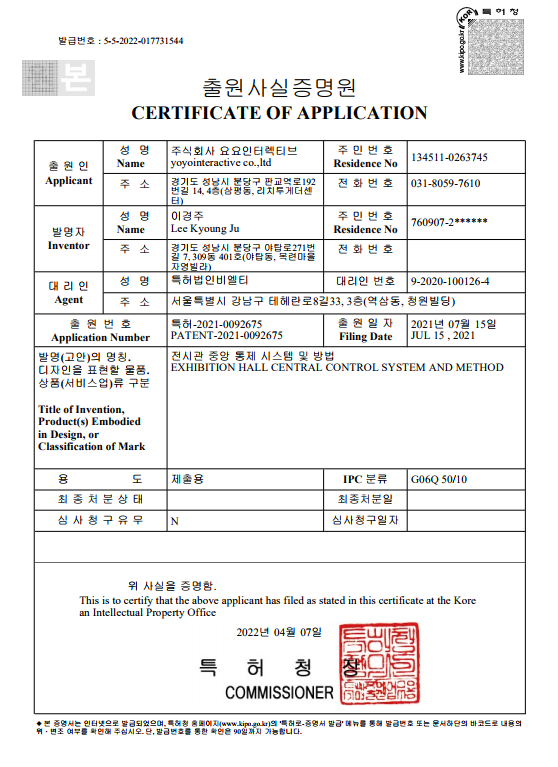 특허청
www.kipo.go.kr
발급번호 : 5-5-2022-017731544
본
출원사실증명원
CERTIFICATE OF APPLICATION
출원인 Applicant
성 명 Name
주식회사 요요인터렉티브
yoyointeractive co.,ltd
주민번호 Residence No
134511-0263745
주 소
경기도 성남시 분당구 판교역로192
번길 14, 4층(삼평동, 리치투게더센
터)
전화번호
031-8059-7610
발명자 Inventor
성 명 Name
이경주
Lee Kyoung Ju
주민번호 Residence No
760907-2******
주 소
경기도 성남시 분당구 야탑로271번
길 7, 309동 401호(야탑동, 목련마을
자영빌라)
전화번호
대리인 Agent
성 명
특허법인비엘티
대리인 번호
9-2020-100126-4
주 소
서울특별시 강남구 테헤란로8길33, 3층(역삼동, 청원빌딩)
출원번호
Application Number
특허-2021-0092675
PATENT-2021-0092675
출원일자
Filing Date
2021년 07월 15일
JUL 15 , 2021
발명(고안)의 명칭.
디자인을 표현할 물품.
상품(서비스업)류 구분
Title of Invention,
Product(s) Embodied
in Design, or
Classification of Mark
전시관 중앙 통제 시스템 및 방법
EXHIBITION HALL CENTRAL CONTROL SYSTEM AND METHOD
용 도
제출용
IPC 분류
G06Q 50/10
최종처분상태
최종처분일
심사청구유무
N
심사청구일자
위 사실을 증명함.
This is to certify that the above applicant has filed as stated in this certificate at the Kore
an Intellectual Property Office
2022년 04월 07일
특 허 청 장
COMMISSIONER
◆ 본 증명서는 인터넷으로 발급되었으며, 특허청 홈페이지(www.kipo.go.kr)의 '특허로-증명서 발급' 메뉴를 통해 발급번호 또는 문서하단의 바코드로 내용의
위ㆍ변조 여부를 확인해 주십시오. 단, 발급번호를 통한 확인은 90일까지 가능합니다.